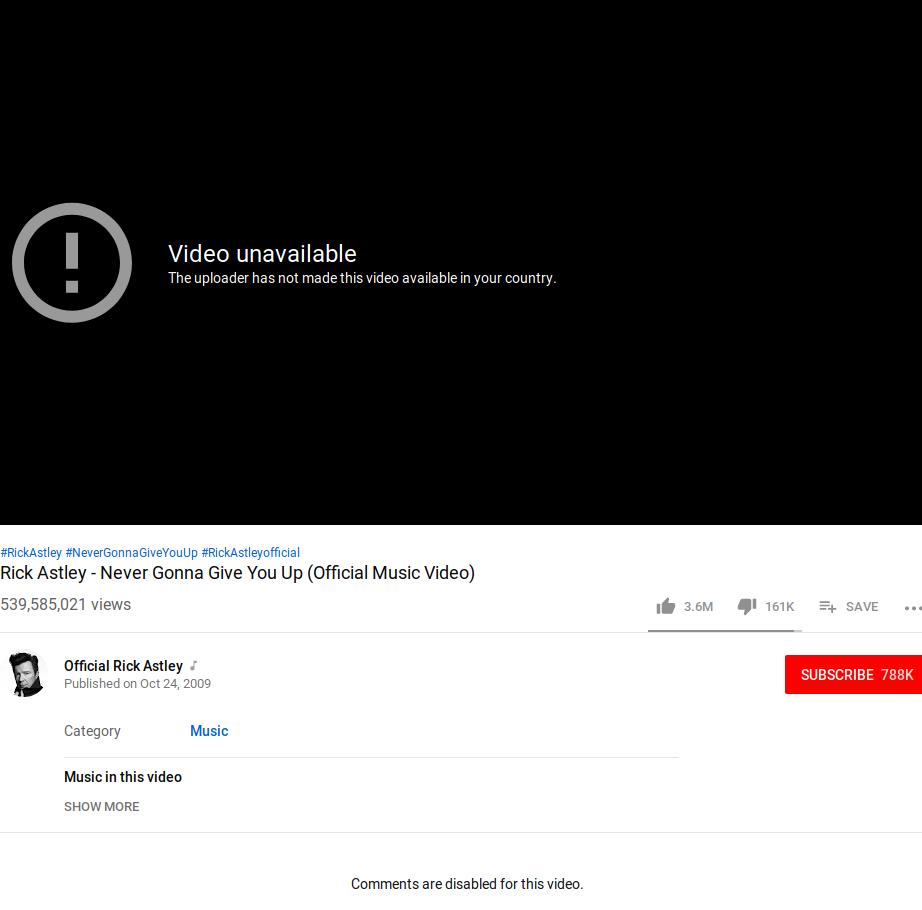 Video unavailable
The uploader has not made this video available in your country.
#RickAstley #NeverGonnaGiveYouUp #RickAstleyofficial
Rick Astley - Never Gonna Give You Up (Official Music Video)
539,585,021 views
3.6M 161K SAVE
Official Rick Astley
Published on Oct 24, 2009
SUBSCRIBE 788K
Category Music
Music in this video
SHOW MORE
Comments are disabled for this video.